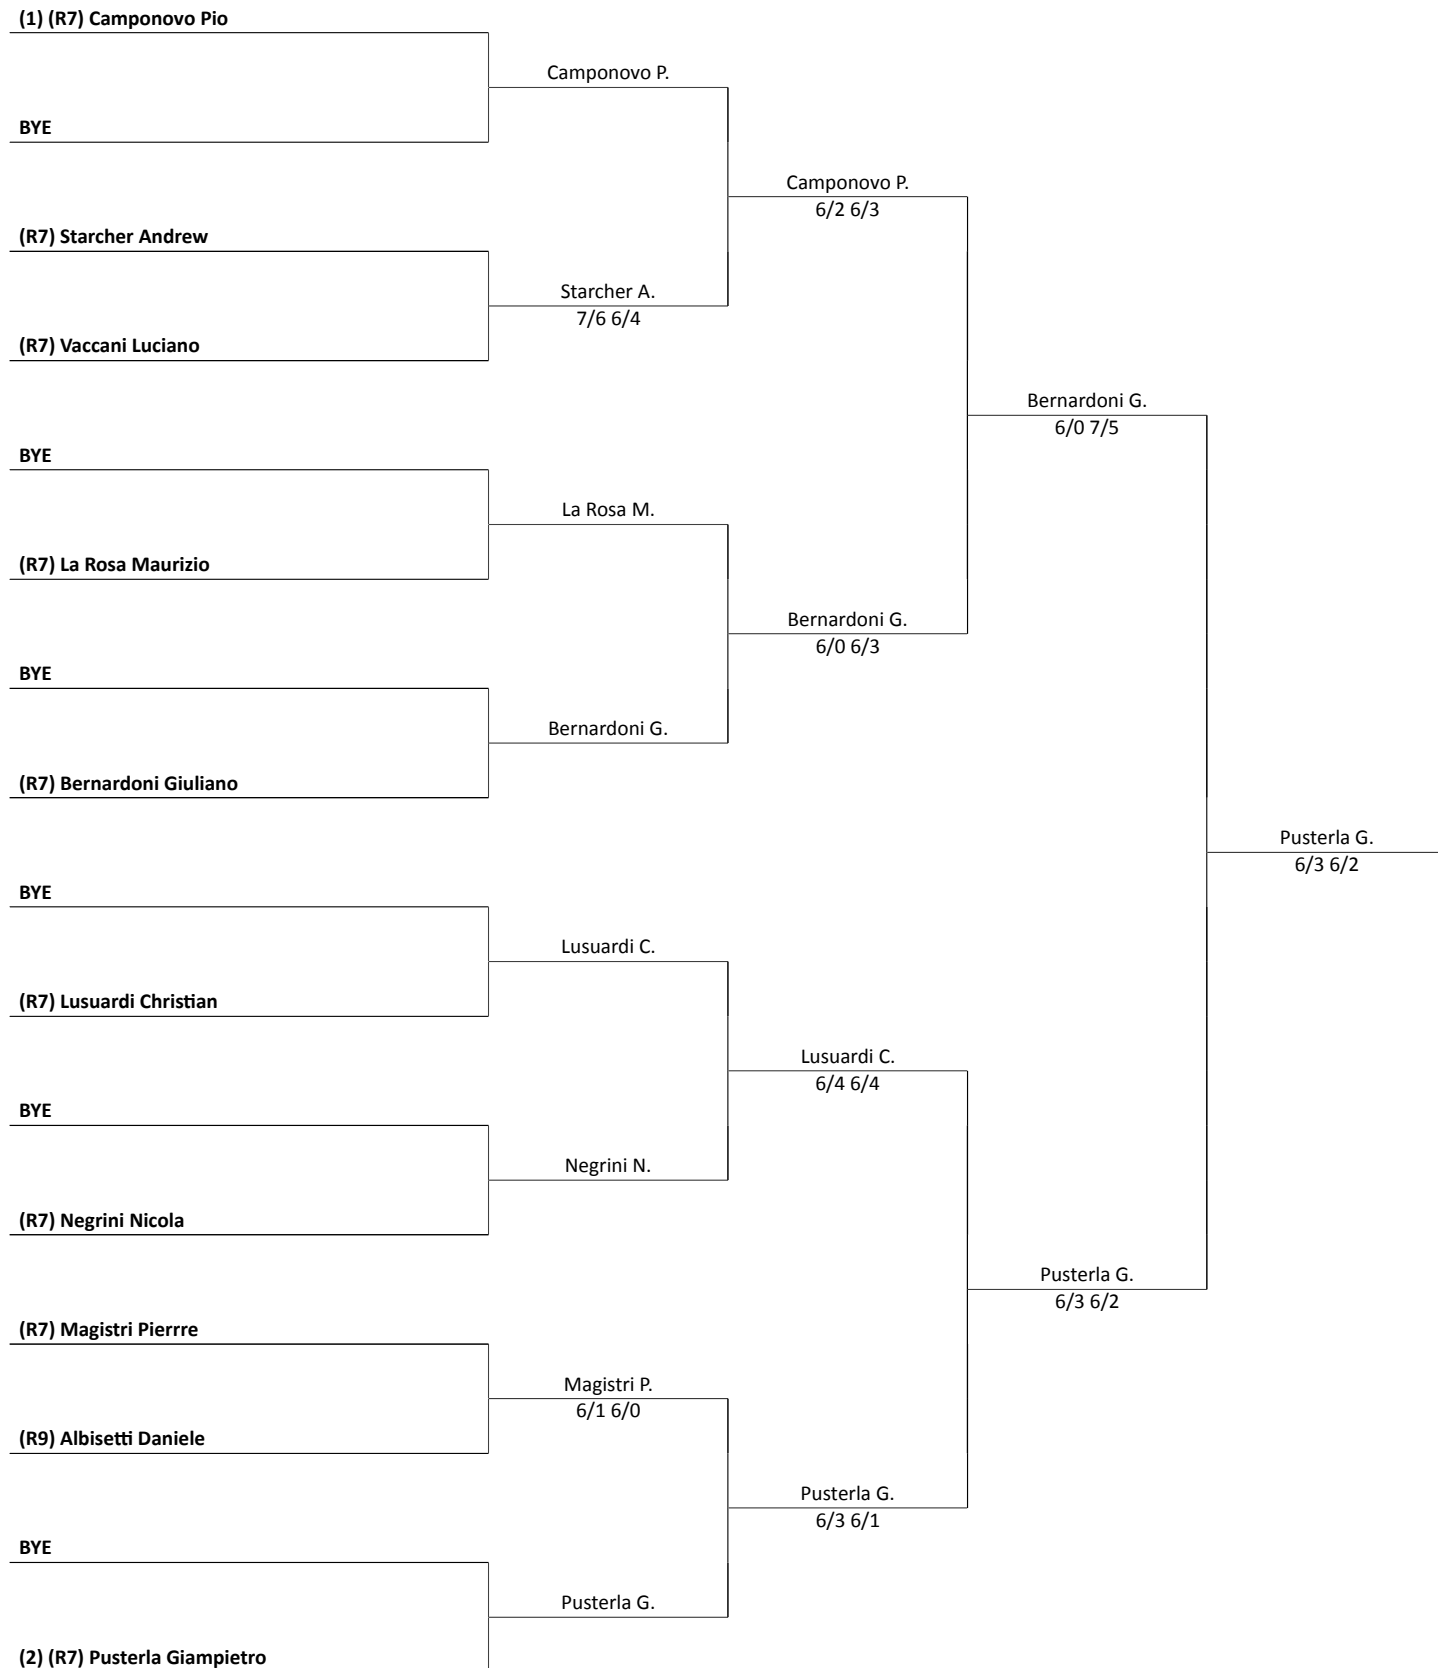 (1) (R7) Camponovo Pio
Camponovo P.
BYE
Camponovo P.
6/2 6/3
(R7) Starcher Andrew
Starcher A.
7/6 6/4
(R7) Vaccani Luciano
Bernardoni G.
6/0 7/5
BYE
La Rosa M.
(R7) La Rosa Maurizio
Bernardoni G.
6/0 6/3
BYE
Bernardoni G.
(R7) Bernardoni Giuliano
Pusterla G.
6/3 6/2
BYE
Lusuardi C.
(R7) Lusuardi Christian
Lusuardi C.
6/4 6/4
BYE
Negrini N.
(R7) Negrini Nicola
Pusterla G.
6/3 6/2
(R7) Magistri Pierrre
Magistri P.
6/1 6/0
(R9) Albisetti Daniele
Pusterla G.
6/3 6/1
BYE
Pusterla G.
(2) (R7) Pusterla Giampietro